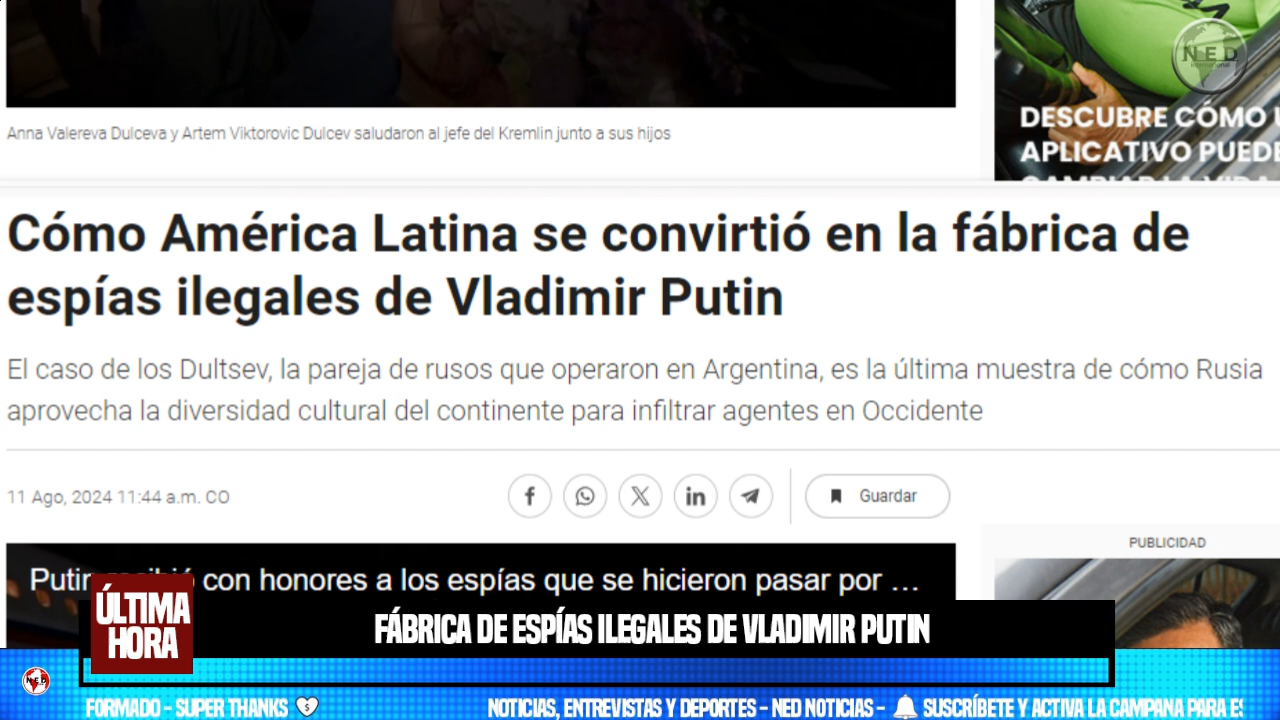 NED
International
DESCUBRE CÓMO
APLICATIVO PUEDE
Anna Valereva Dulceva y Artem Viktorovic Dulcev saludaron al jefe del Kremlin junto a sus hijos
Cómo América Latina se convirtió en la fábrica de
espías ilegales de Vladimir Putin
El caso de los Dultsev, la pareja de rusos que operaron en Argentina, es la última muestra de cómo Rusia
aprovecha la diversidad cultural del continente para infiltrar agentes en Occidente
11 Ago, 2024 11:44 a.m. CO
Guardar
PUBLICIDAD
Putin recibió con honores a los espías que se hicieron pasar por ...
ÚLTIMA
HORA
FÁBRICA DE ESPÍAS ILEGALES DE VLADIMIR PUTIN
NED
FORMADO - SUPER THANKS
NOTICIAS, ENTREVISTAS Y DEPORTES - NED NOTICIAS - SUSCRÍBETE Y ACTIVA LA CAMPANA PARA